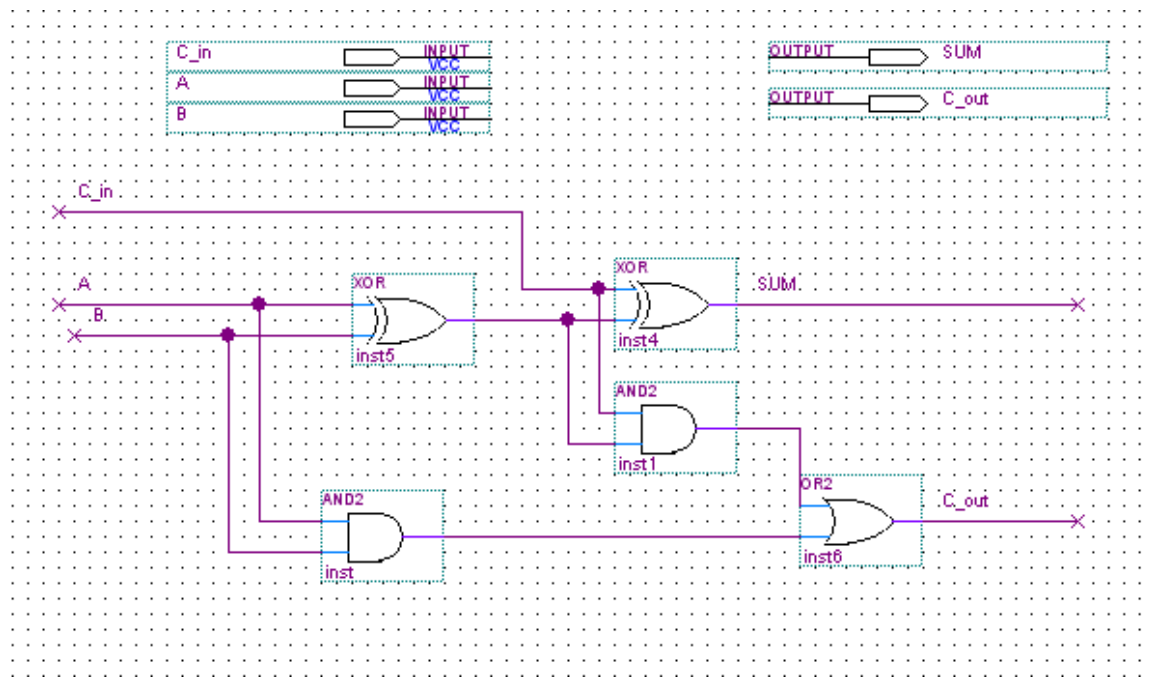 C_in INPUT VCC
A INPUT VCC
B INPUT VCC
OUTPUT SUM
OUTPUT C_out
C_in
A
B
XOR
inst5
XOR
inst4
SUM
AND2
inst1
AND2
inst
OR2
inst6
C_out